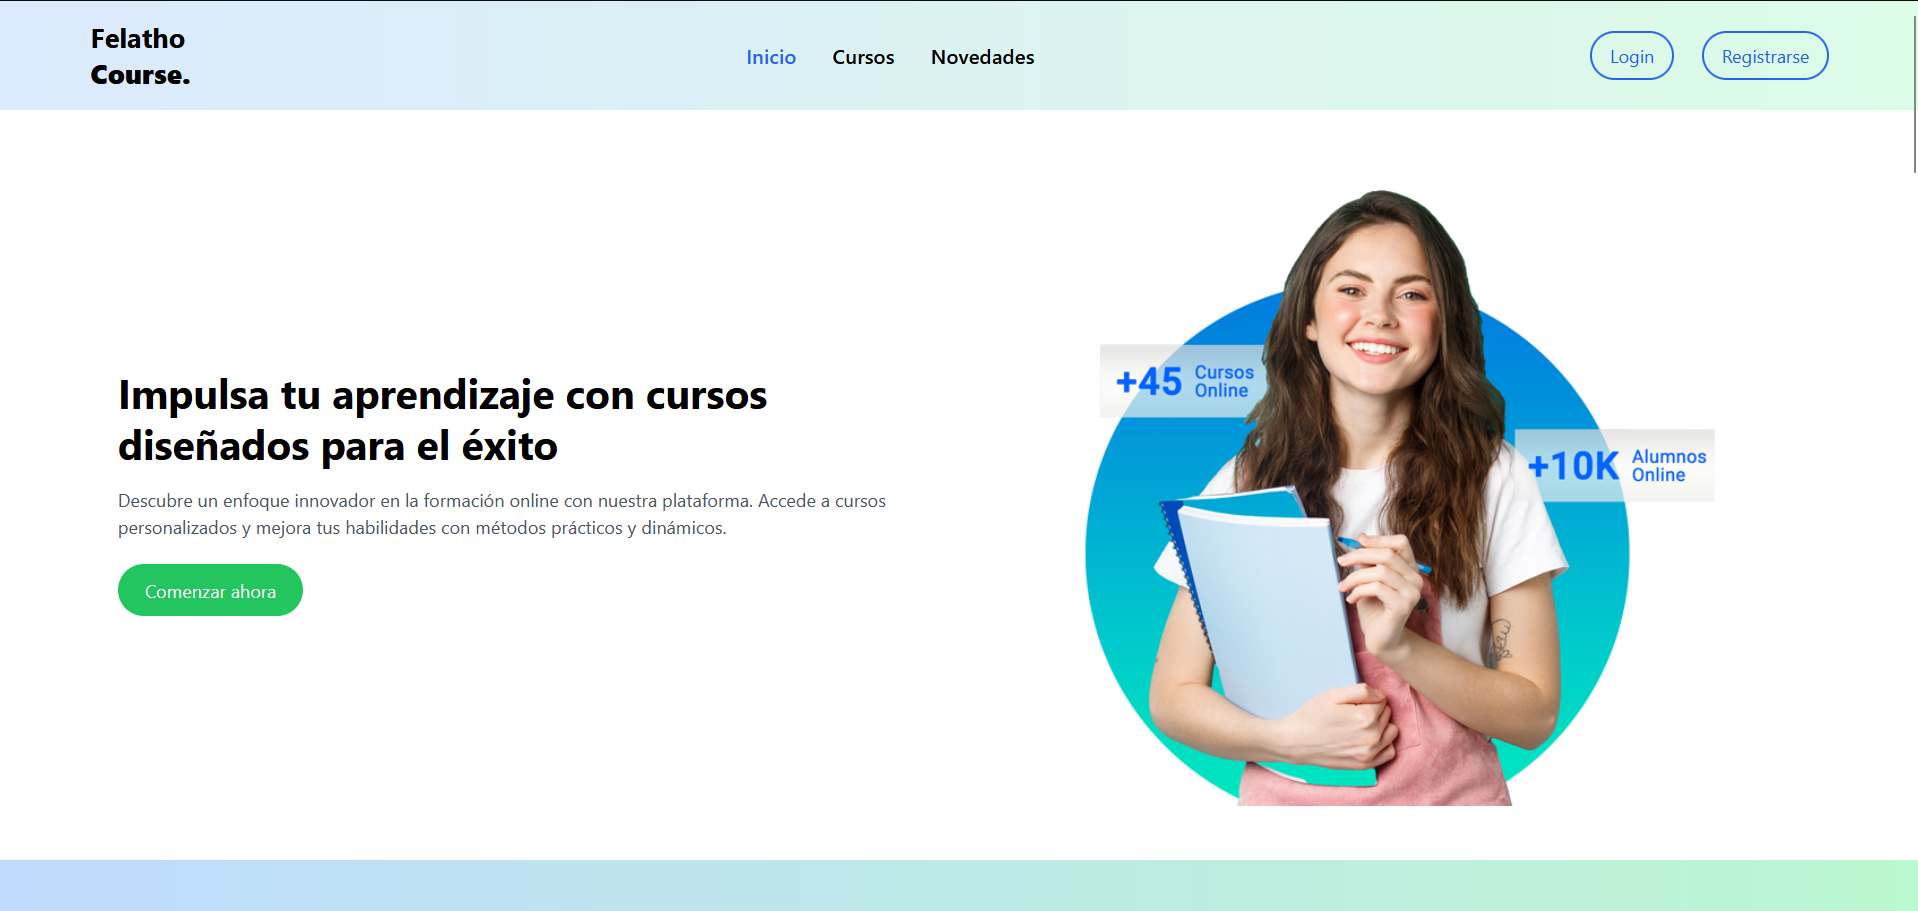 Felatho
Course.
Inicio
Cursos
Novedades
Login
Registrarse
Impulsa tu aprendizaje con cursos
diseñados para el éxito
Descubre un enfoque innovador en la formación online con nuestra plataforma. Accede a cursos
personalizados y mejora tus habilidades con métodos prácticos y dinámicos.
Comenzar ahora
+45 Cursos
Online
+10K Alumnos
Online